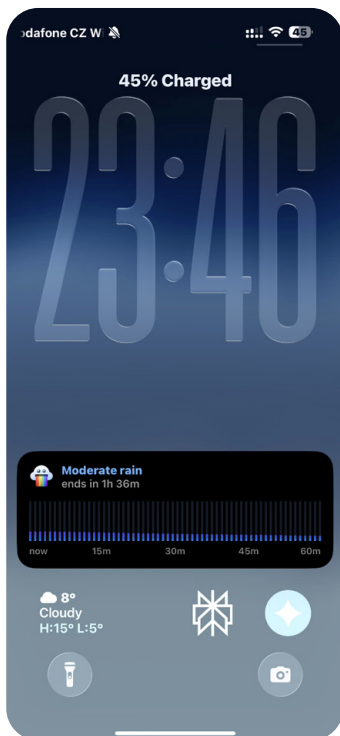 odafone CZ W
45
45% Charged
23:46
Moderate rain
ends in 1h 36m
now 15m 30m 45m 60m
8°
Cloudy
H:15° L:5°